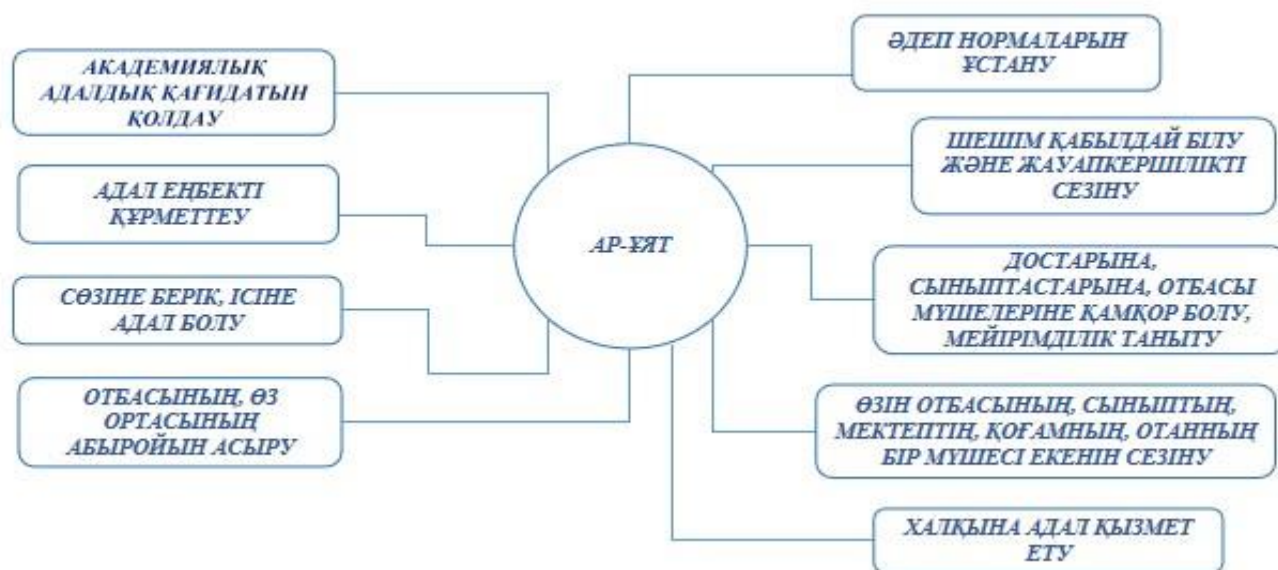 АКАДЕМИЯЛЫҚ
АДАЛДЫҚ ҚАҒИДАТЫН
ҚОЛДАУ
АДАЛ ЕҢБЕКТІ
ҚҰРМЕТТЕУ
СӨЗІНЕ БЕРІК, ІСІНЕ
АДАЛ БОЛУ
ОТБАСЫНЫҢ, ӨЗ
ОРТАСЫНЫҢ
АБЫРОЙЫН АСЫРУ
АР-ҰЯТ
ӘДЕП НОРМАЛАРЫН
ҰСТАНУ
ШЕШІМ ҚАБЫЛДАЙ БІЛУ
ЖӘНЕ ЖАУАПКЕРШІЛІКТІ
СЕЗІНУ
ДОСТАРЫНА,
СЫНЫПТАСТАРЫНА, ОТБАСЫ
МҮШЕЛЕРІНЕ ҚАМҚОР БОЛУ,
МЕЙІРІМДІЛІК ТАНЫТУ
ӨЗІН ОТБАСЫНЫҢ, СЫНЫПТЫҢ,
МЕКТЕПТІҢ, ҚОҒАМНЫҢ, ОТАННЫҢ
БІР МҮШЕСІ ЕКЕНІН СЕЗІНУ
ХАЛҚЫНА АДАЛ ҚЫЗМЕТ
ЕТУ